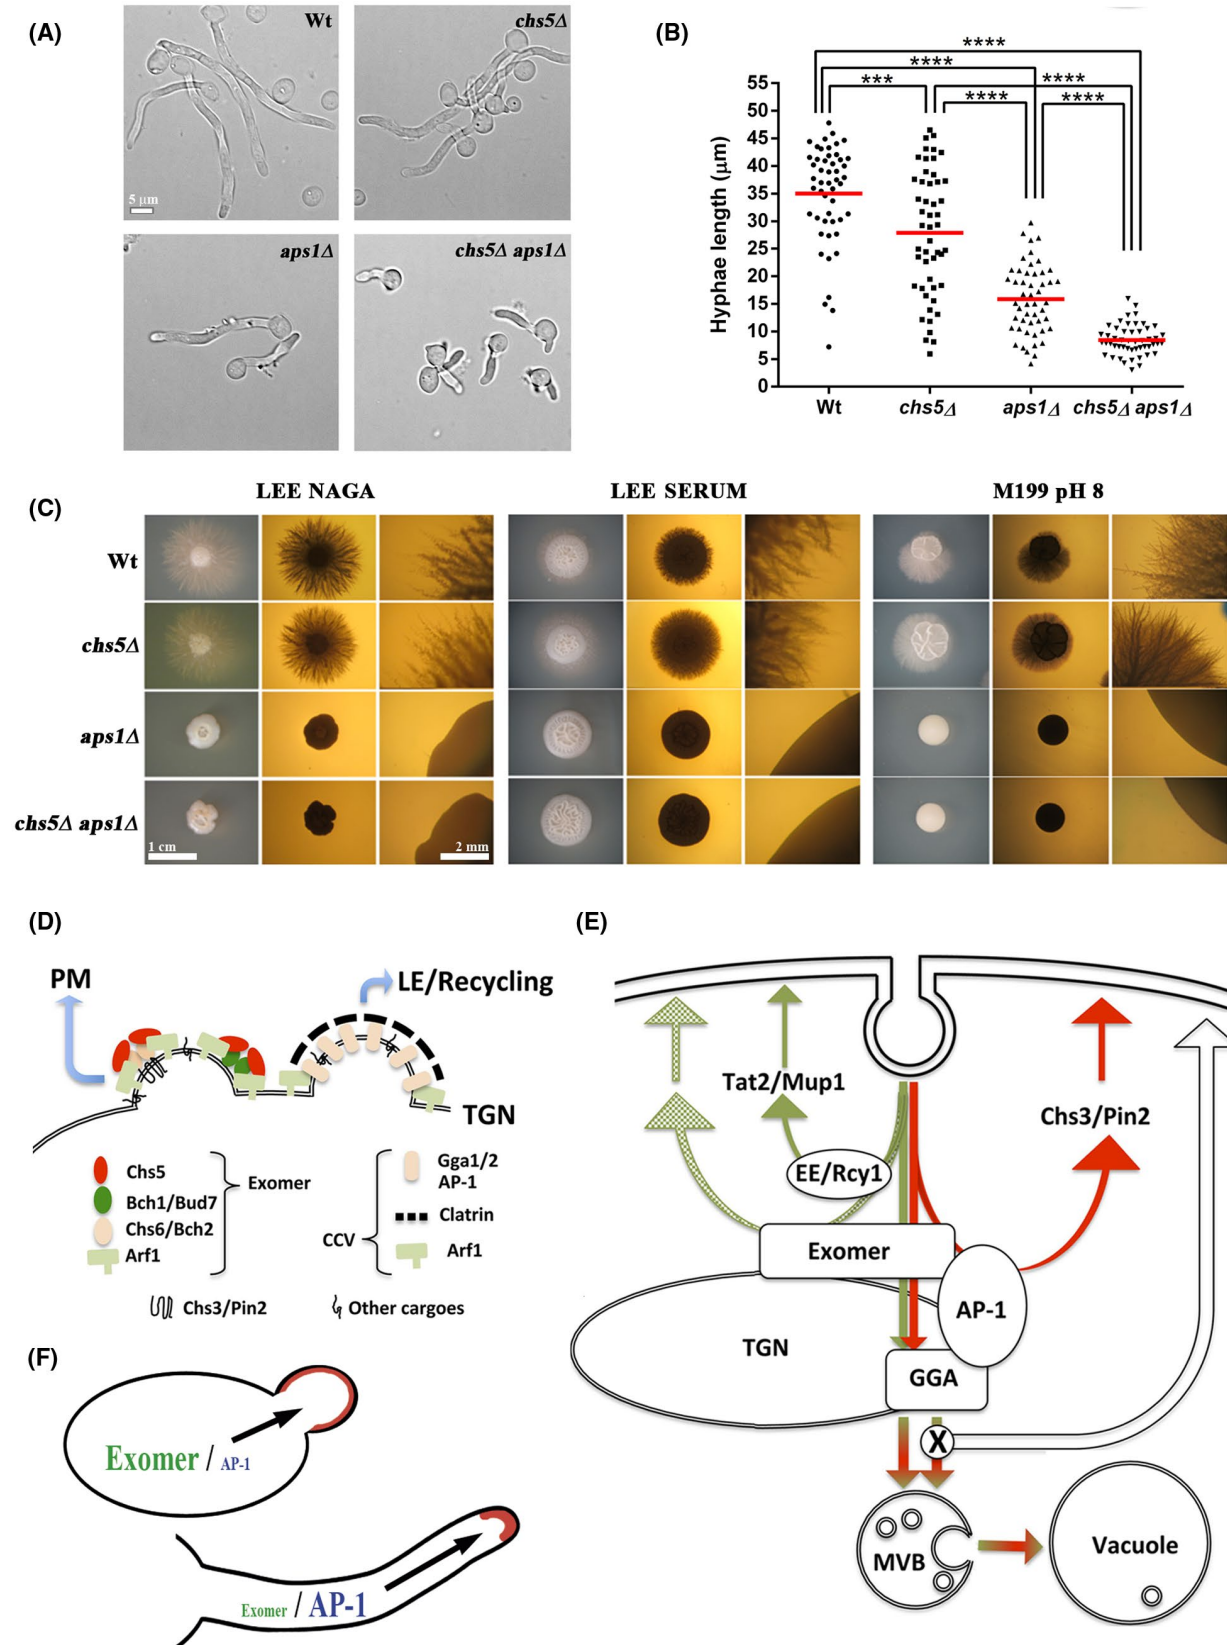 (A)
Wt
chs5Δ
5 μm
aps1Δ
chs5Δ aps1Δ
(B)
****
****
*** ****
**** ****
Hyphae length (μm)
55
50
45
40
35
30
25
20
15
10
5
0
Wt chs5Δ aps1Δ chs5Δ aps1Δ
(C)
LEE NAGA LEE SERUM M199 pH 8
Wt
chs5Δ
aps1Δ
chs5Δ aps1Δ
1 cm 2 mm
(D)
PM
LE/Recycling
TGN
Chs5
Bch1/Bud7
Chs6/Bch2
Arf1
Exomer
Gga1/2
AP-1
Clatrin
Arf1
CCV
Chs3/Pin2 Other cargoes
(E)
Tat2/Mup1
Chs3/Pin2
EE/Rcy1
Exomer
AP-1
TGN
GGA
X
MVB
Vacuole
(F)
Exomer / AP-1
Exomer / AP-1